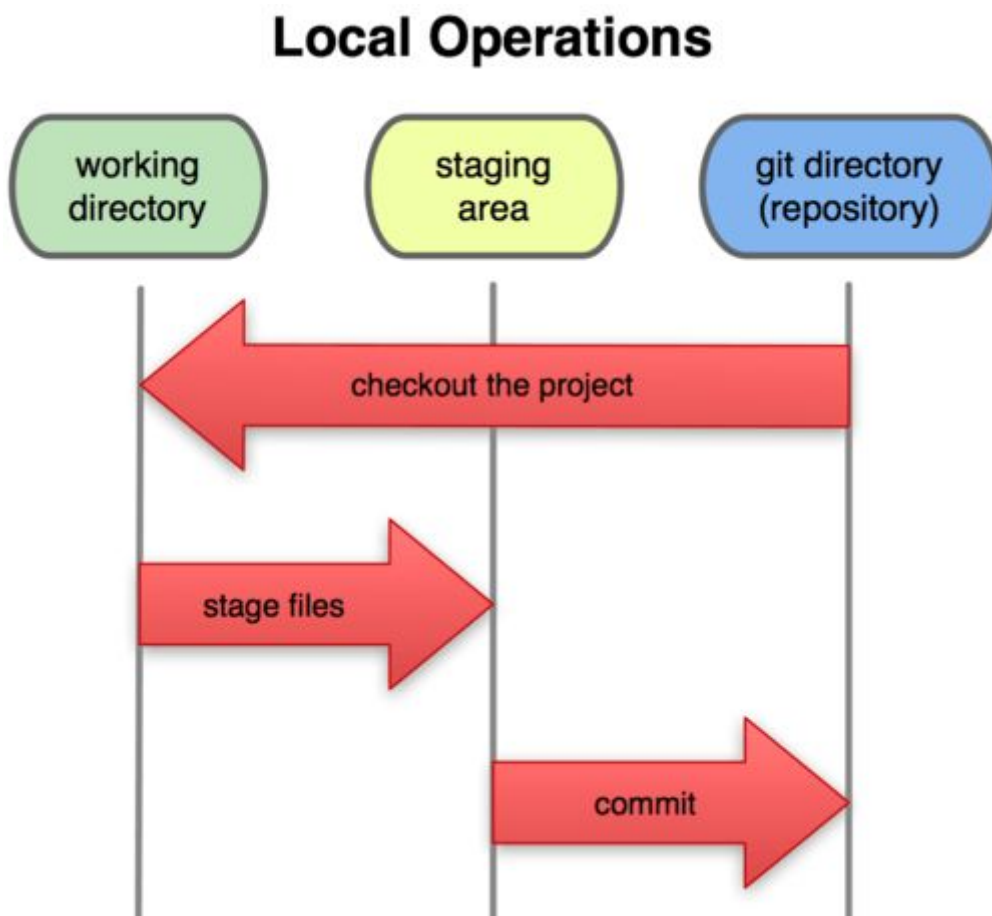 Local Operations
working
directory
staging
area
git directory
(repository)
checkout the project
stage files
commit